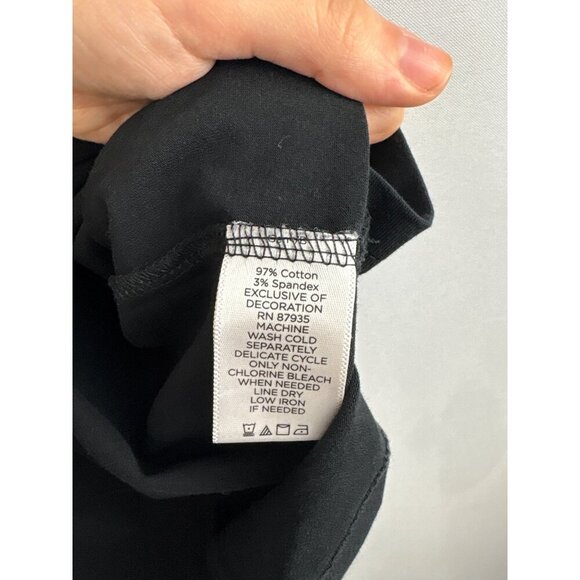 97% Cotton
3% Spandex
EXCLUSIVE OF
DECORATION
RN 87935
MACHINE
WASH COLD
SEPARATELY
DELICATE CYCLE
ONLY NON-
CHLORINE BLEACH
WHEN NEEDED
LINE DRY
LOW IRON
IF NEEDED